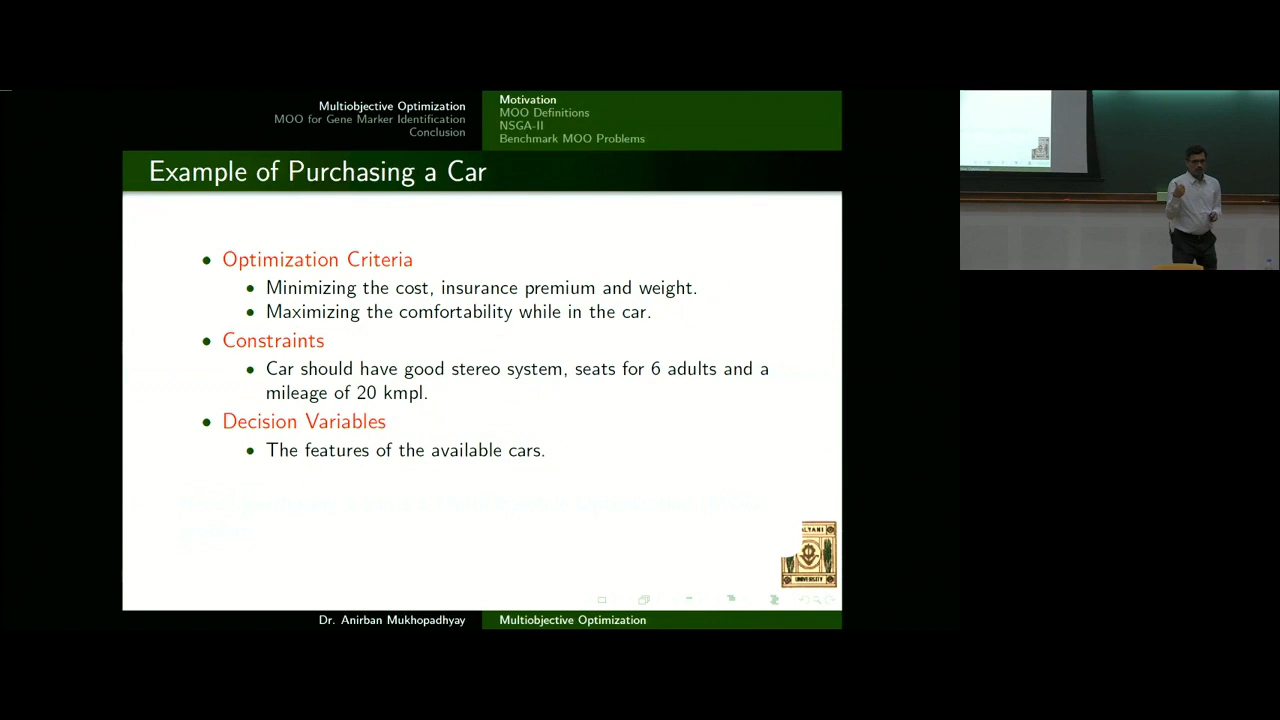 Multiobjective Optimization
MOO for Gene Marker Identification
Conclusion
Motivation
MOO Definitions
NSGA-II
Benchmark MOO Problems
Example of Purchasing a Car
Optimization Criteria
Minimizing the cost, insurance premium and weight.
Maximizing the comfortability while in the car.
Constraints
Car should have good stereo system, seats for 6 adults and a
mileage of 20 kmpl.
Decision Variables
The features of the available cars.
UNIVERSITY
Dr. Anirban Mukhopadhyay
Multiobjective Optimization